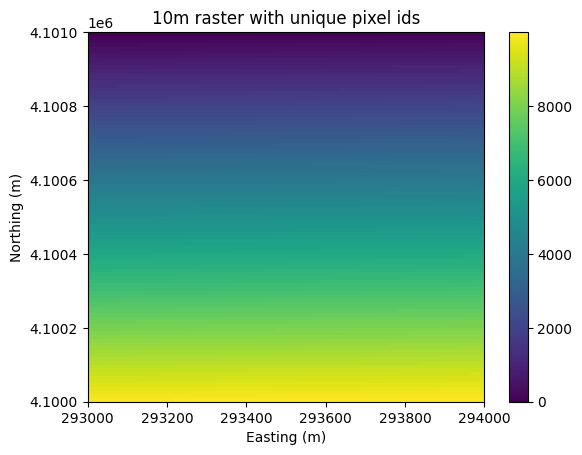 10m raster with unique pixel ids
1e6
4.1010
4.1008
4.1006
4.1004
4.1002
4.1000
Northing (m)
293000 293200 293400 293600 293800 294000
Easting (m)
8000
6000
4000
2000
0